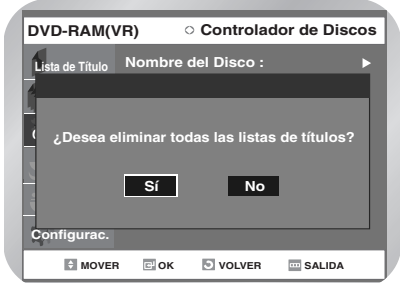 DVD-RAM(VR) Controlador de Discos
Lista de Título Nombre del Disco :
¿Desea eliminar todas las listas de títulos?
Sí No
Configurac.
MOVER OK VOLVER SALIDA